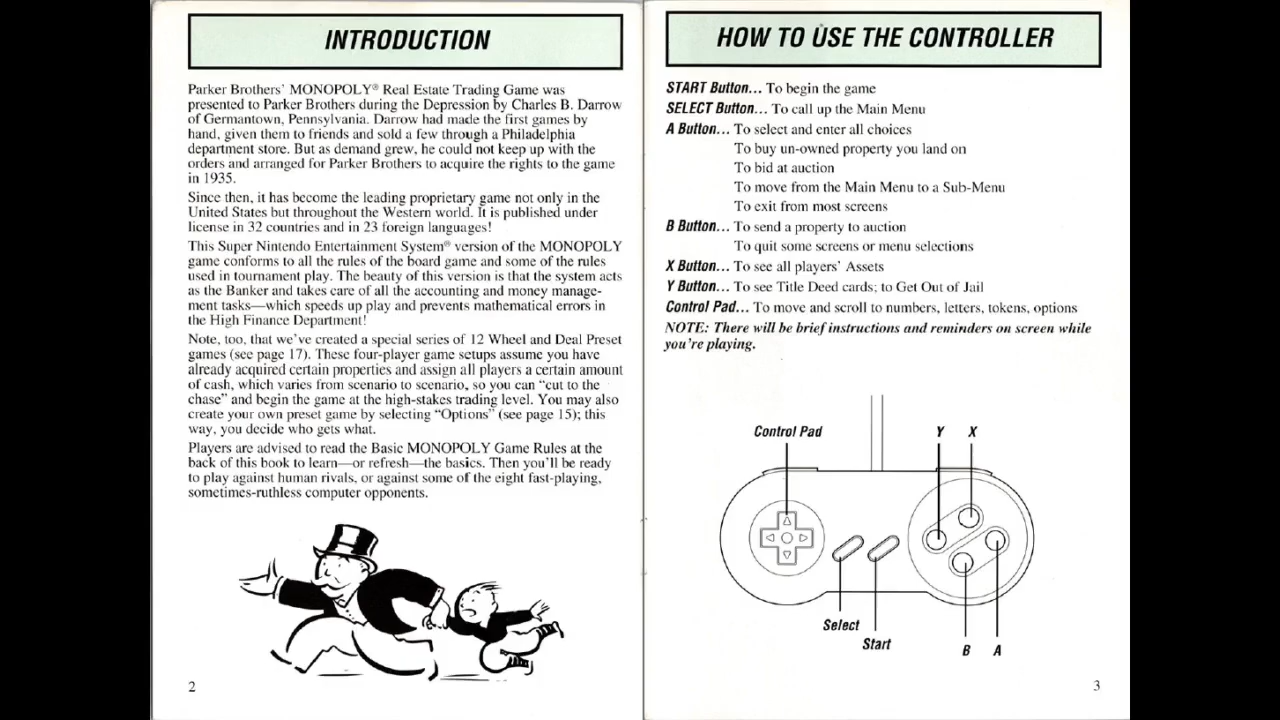 INTRODUCTION
Parker Brothers' MONOPOLY® Real Estate Trading Game was
presented to Parker Brothers during the Depression by Charles B. Darrow
of Germantown, Pennsylvania. Darrow had made the first games by
hand, given them to friends and sold a few through a Philadelphia
department store. But as demand grew, he could not keep up with the
orders and arranged for Parker Brothers to acquire the rights to the game
in 1935.
Since then, it has become the leading proprietary game not only in the
United States but throughout the Western world. It is published under
license in 32 countries and in 23 foreign languages!
This Super Nintendo Entertainment System® version of the MONOPOLY
game conforms to all the rules of the board game and some of the rules
used in tournament play. The beauty of this version is that the system acts
as the Banker and takes care of all the accounting and money manage-
ment tasks—which speeds up play and prevents mathematical errors in
the High Finance Department!
Note, too, that we've created a special series of 12 Wheel and Deal Preset
games (see page 17). These four-player game setups assume you have
already acquired certain properties and assign all players a certain amount
of cash, which varies from scenario to scenario, so you can "cut to the
chase" and begin the game at the high-stakes trading level. You may also
create your own preset game by selecting "Options" (see page 15); this
way, you decide who gets what.
Players are advised to read the Basic MONOPOLY Game Rules at the
back of this book to learn—or refresh—the basics. Then you'll be ready
to play against human rivals, or against some of the eight fast-playing,
sometimes-ruthless computer opponents.
2
HOW TO USE THE CONTROLLER
START Button... To begin the game
SELECT Button... To call up the Main Menu
A Button... To select and enter all choices
To buy un-owned property you land on
To bid at auction
To move from the Main Menu to a Sub-Menu
To exit from most screens
B Button... To send a property to auction
To quit some screens or menu selections
X Button... To see all players' Assets
Y Button... To see Title Deed cards; to Get Out of Jail
Control Pad... To move and scroll to numbers, letters, tokens, options
NOTE: There will be brief instructions and reminders on screen while
you're playing.
Control Pad Y X
Select
Start
B A
3